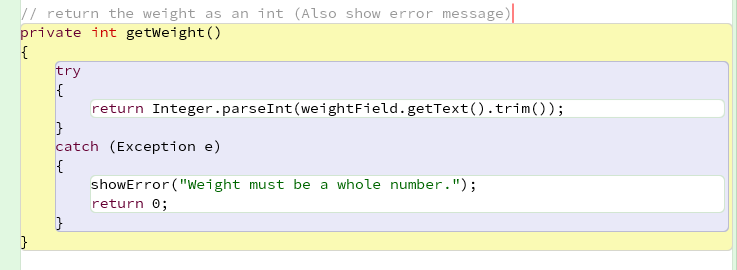 // return the weight as an int (Also show error message)
private int getWeight()
{
try
{
return Integer.parseInt(weightField.getText().trim());
}
catch (Exception e)
{
showError("Weight must be a whole number.");
return 0;
}
}